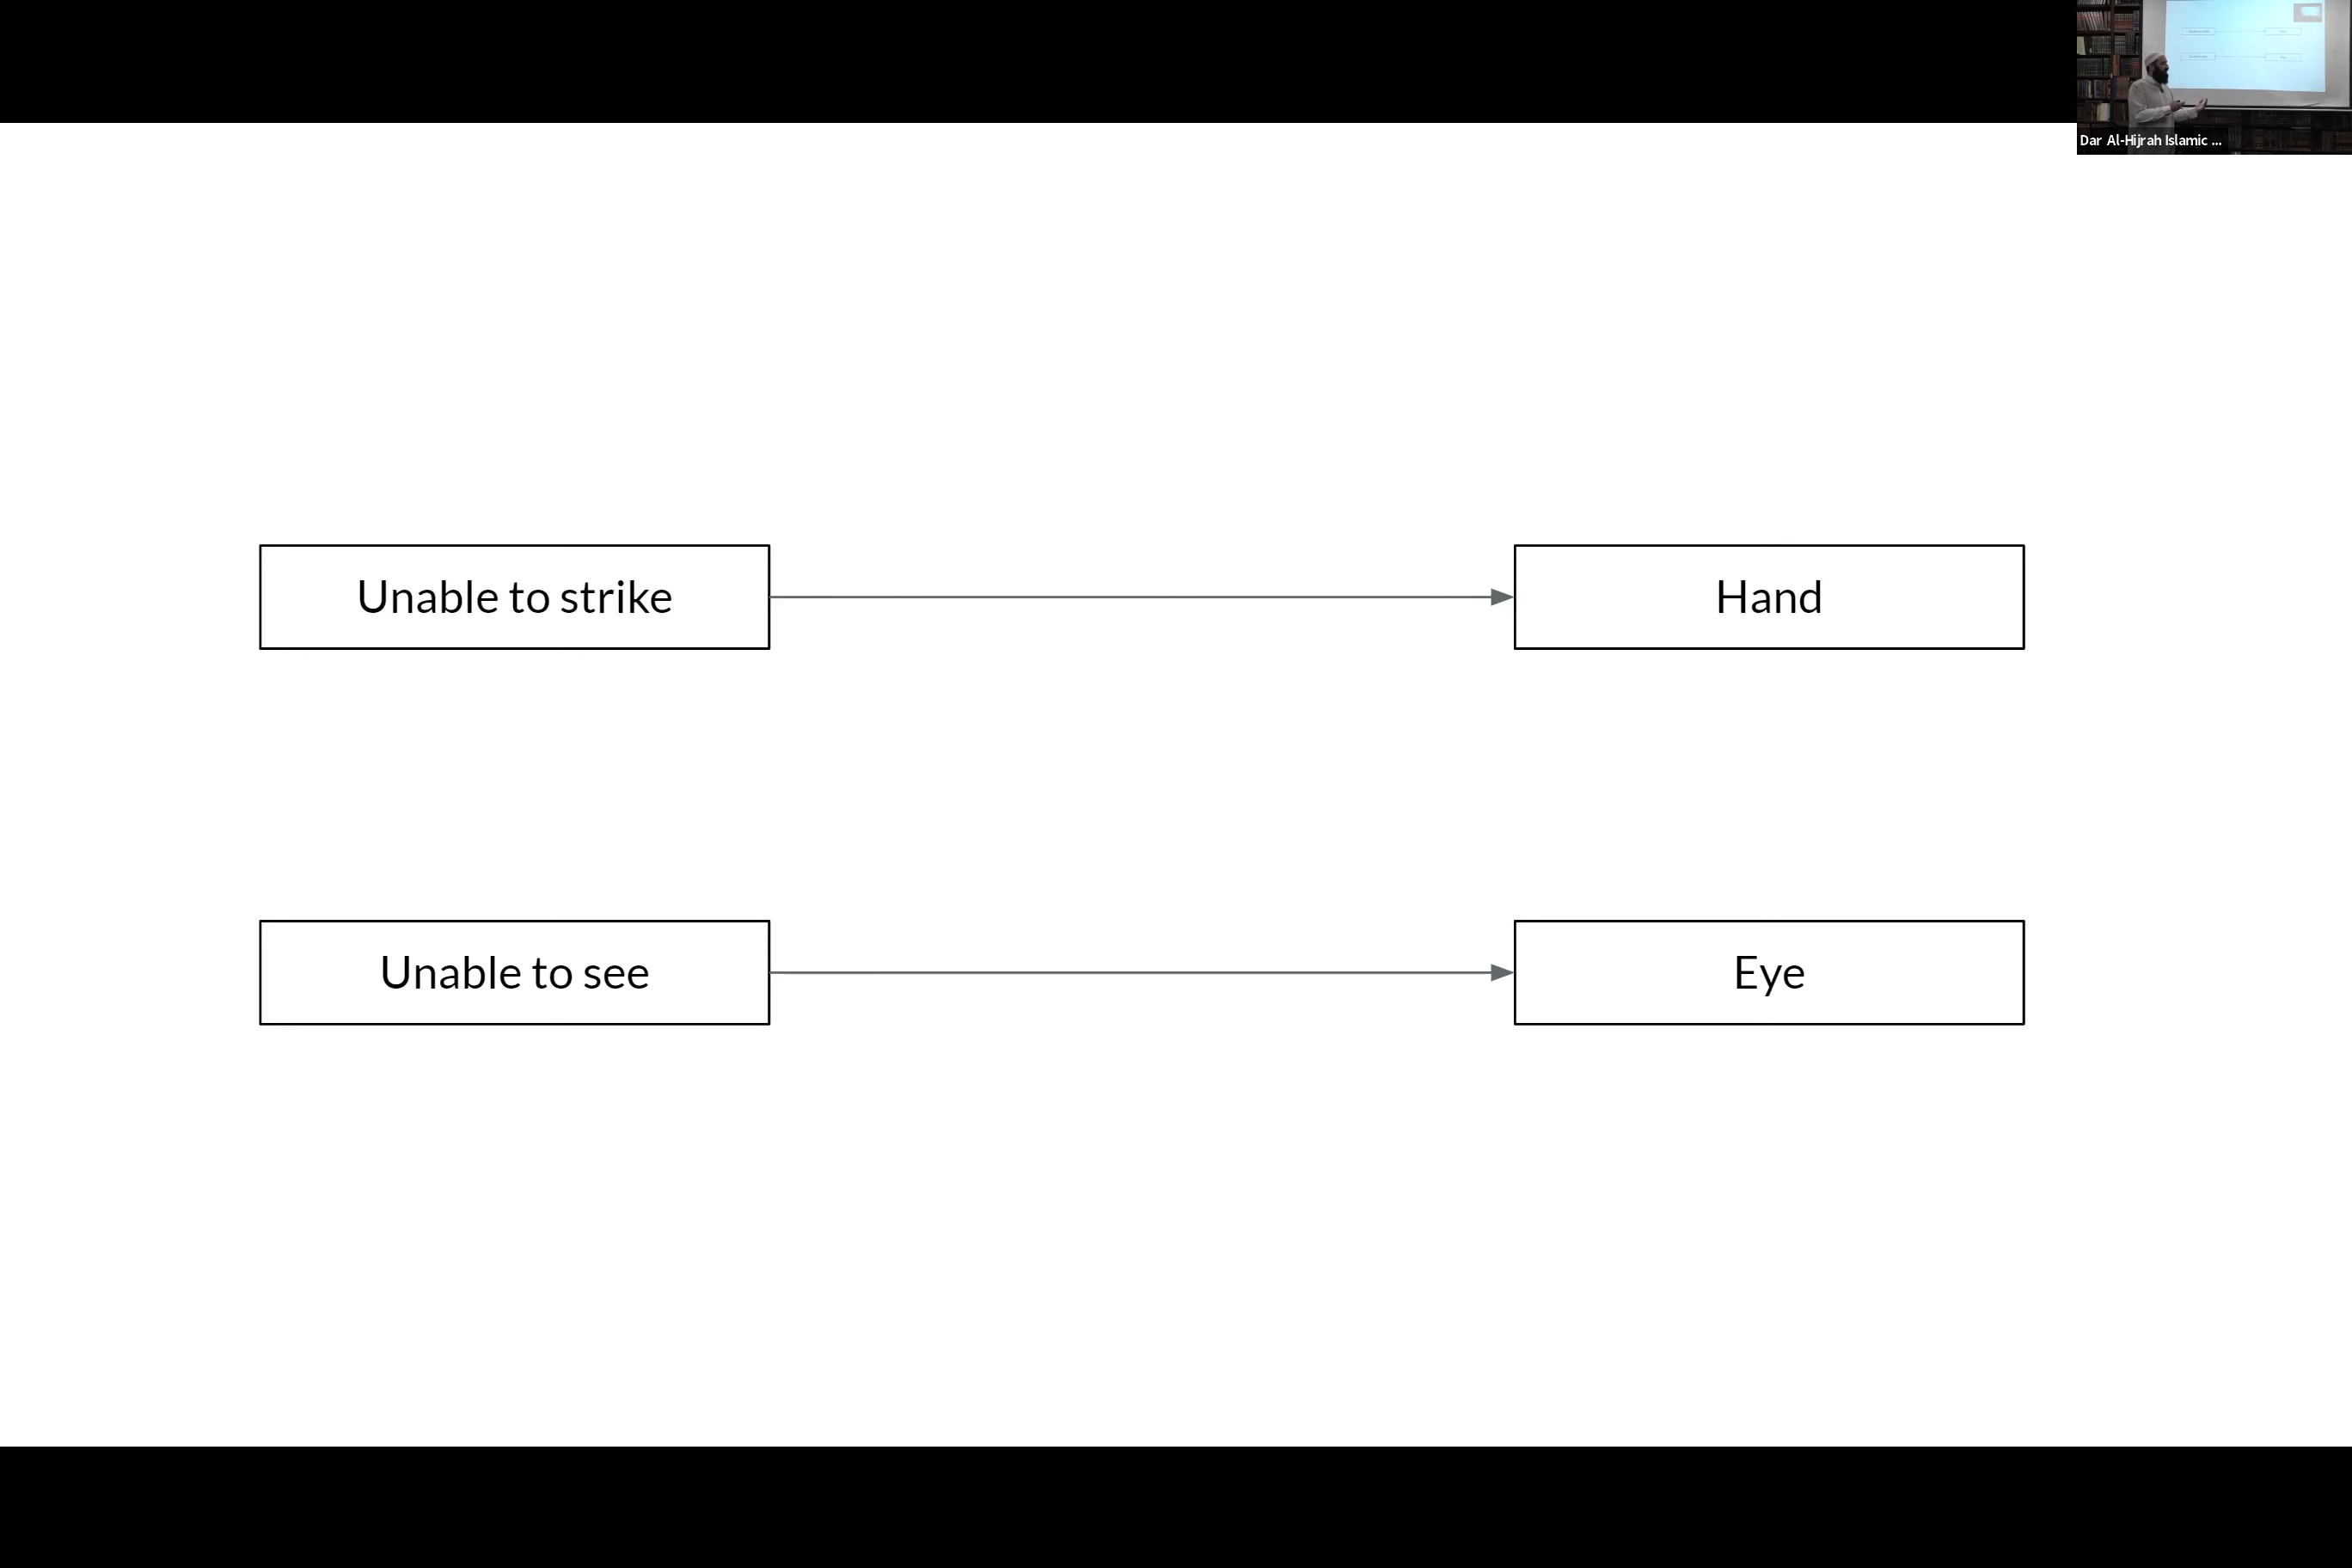 Dar Al-Hijrah Islamic ...
Unable to strike
Hand
Unable to see
Eye